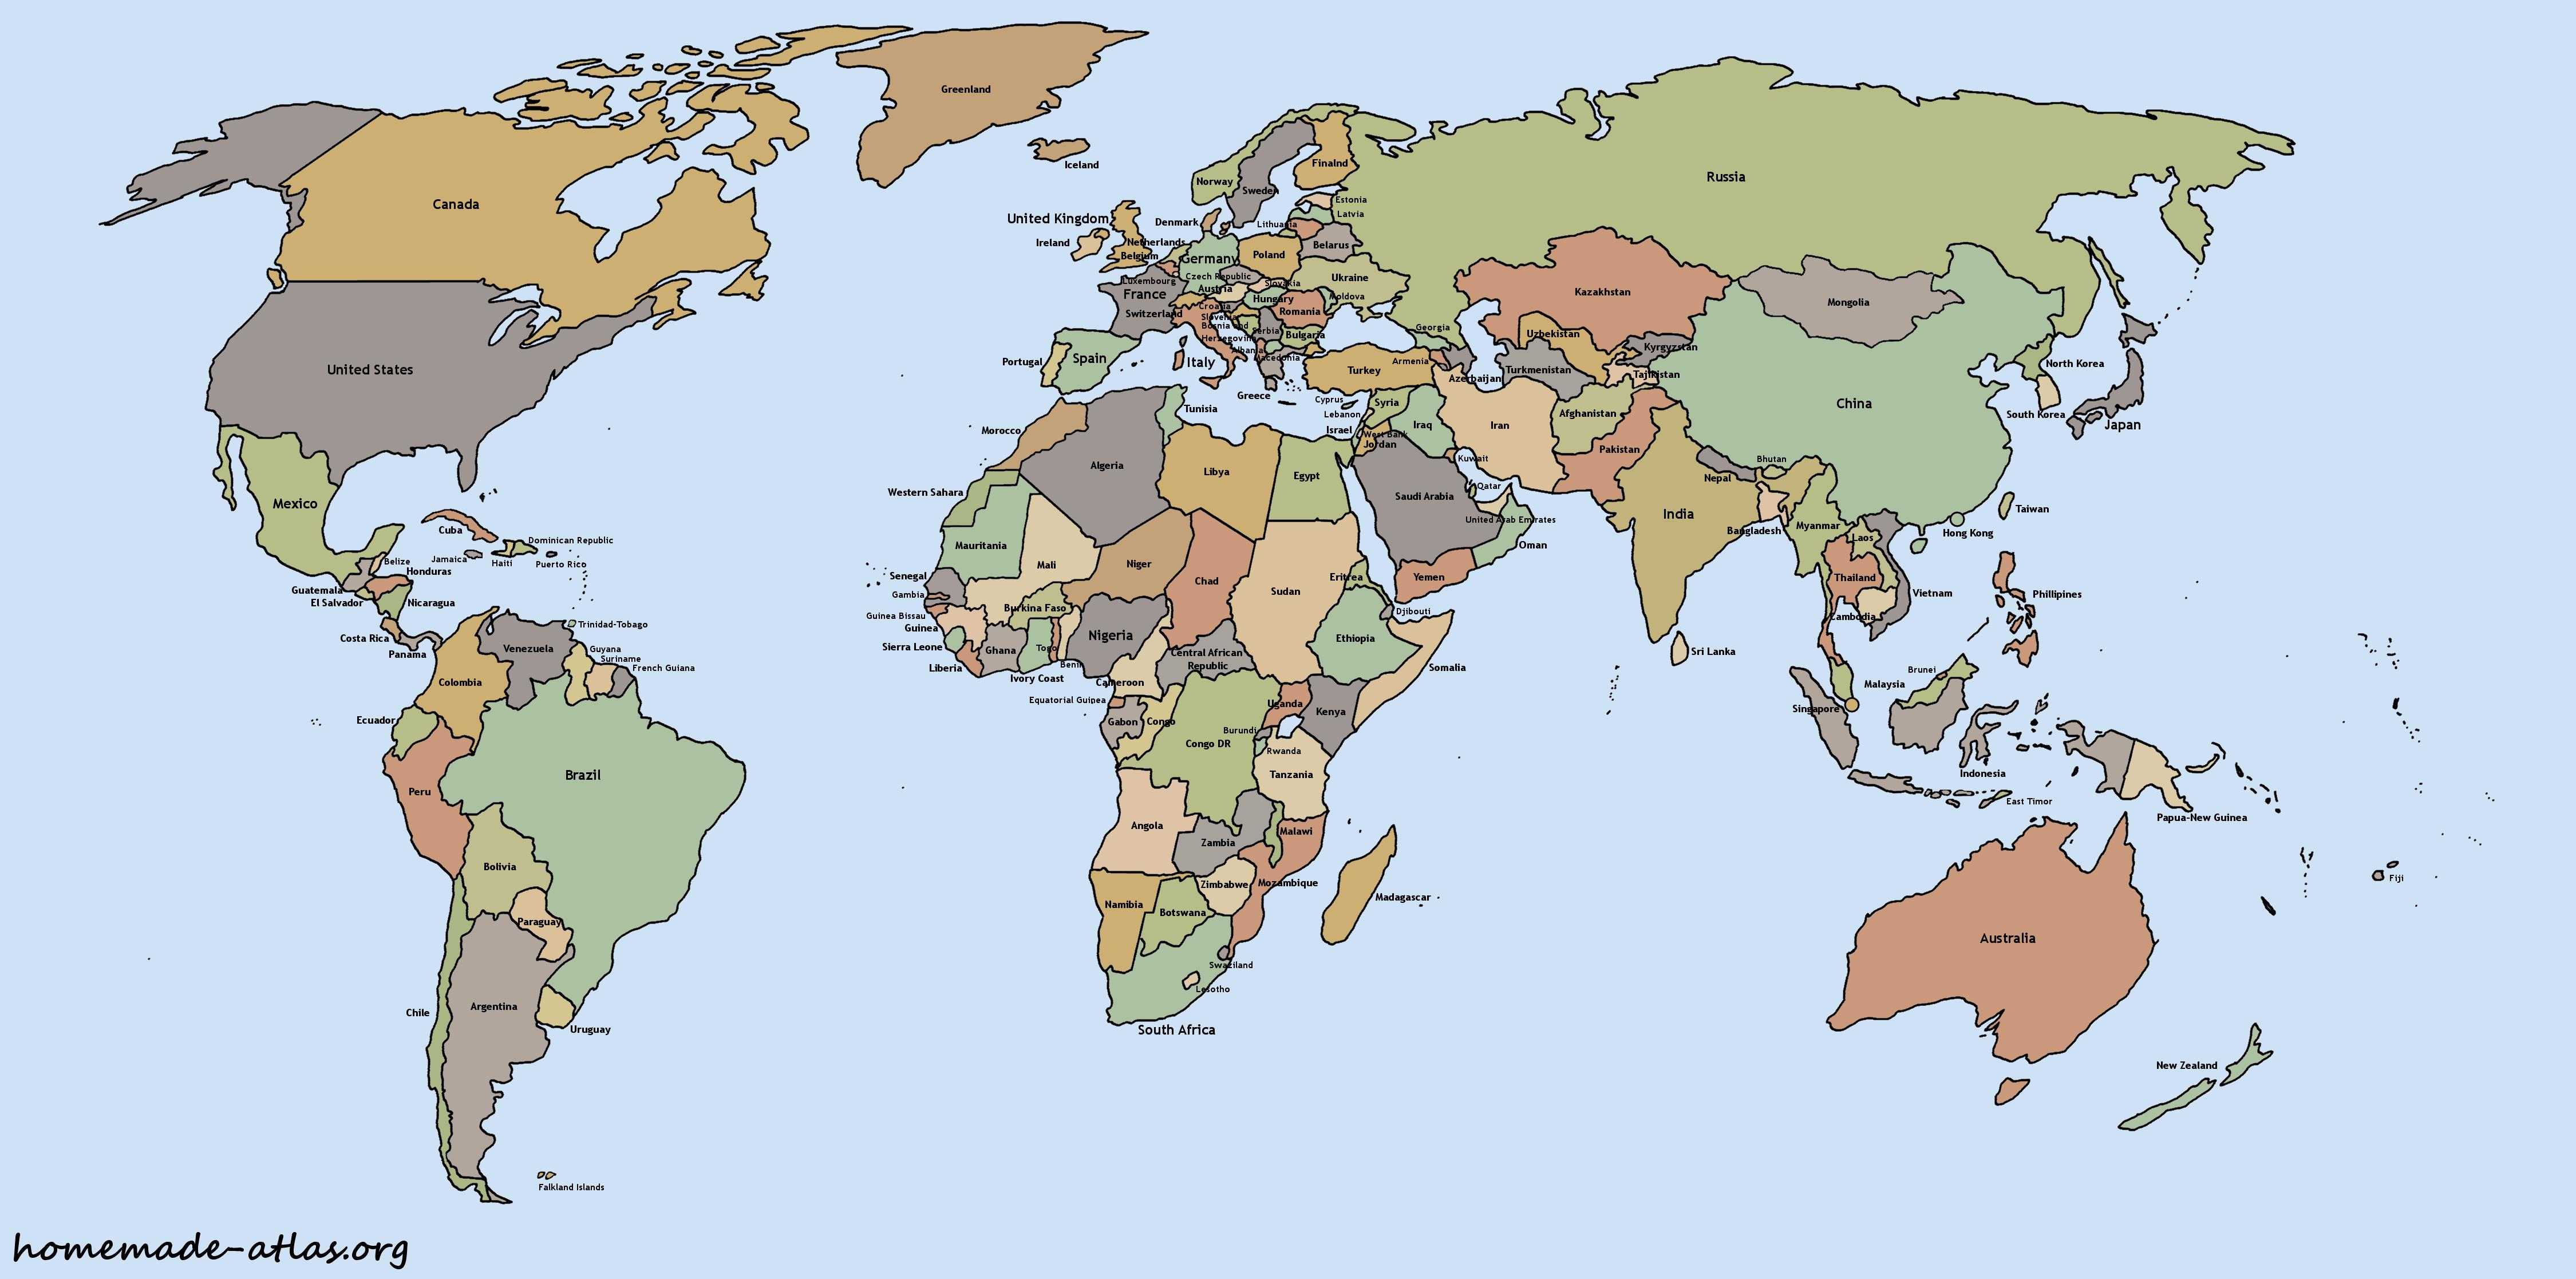 Greenland
Iceland
Canada
United States
Mexico
Cuba
Dominican Republic
Jamaica
Haiti
Puerto Rico
Belize
Honduras
Guatemala
El Salvador
Nicaragua
Costa Rica
Panama
Trinidad-Tobago
Venezuela
Guyana
Suriname
French Guiana
Colombia
Ecuador
Brazil
Peru
Bolivia
Paraguay
Argentina
Chile
Uruguay
Falkland Islands
Norway
Sweden
Finalnd
Estonia
Latvia
Lithuania
Denmark
United Kingdom
Ireland
Netherlands
Belgium
Germany
Poland
Belarus
Czech Republic
Luxembourg
Slovakia
Ukraine
Austria
France
Hungary
Moldova
Switzerland
Croatia
Slovenia
Romania
Bosnia and
Herzegovina
Serbia
Bulgaria
Albania
Macedonia
Portugal
Spain
Italy
Greece
Turkey
Georgia
Armenia
Azerbaijan
Russia
Kazakhstan
Uzbekistan
Turkmenistan
Kyrgyzstan
Tajikistan
Mongolia
China
North Korea
South Korea
Japan
Cyprus
Lebanon
Syria
Israel
West Bank
Jordan
Iraq
Iran
Kuwait
Afghanistan
Pakistan
Saudi Arabia
Qatar
United Arab Emirates
Oman
Yemen
India
Nepal
Bhutan
Bangladesh
Sri Lanka
Myanmar
Laos
Thailand
Cambodia
Vietnam
Hong Kong
Taiwan
Phillipines
Brunei
Malaysia
Singapore
Indonesia
East Timor
Papua-New Guinea
Australia
New Zealand
Fiji
Morocco
Algeria
Tunisia
Libya
Egypt
Western Sahara
Mauritania
Mali
Niger
Chad
Sudan
Eritrea
Djibouti
Ethiopia
Somalia
Senegal
Gambia
Guinea Bissau
Guinea
Sierra Leone
Liberia
Burkina Faso
Ghana
Ivory Coast
Togo
Benin
Nigeria
Cameroon
Central African
Republic
Equatorial Guinea
Gabon
Congo
Congo DR
Uganda
Kenya
Burundi
Rwanda
Tanzania
Angola
Zambia
Malawi
Mozambique
Zimbabwe
Namibia
Botswana
Madagascar
Swaziland
Lesotho
South Africa
homemade-atlas.org